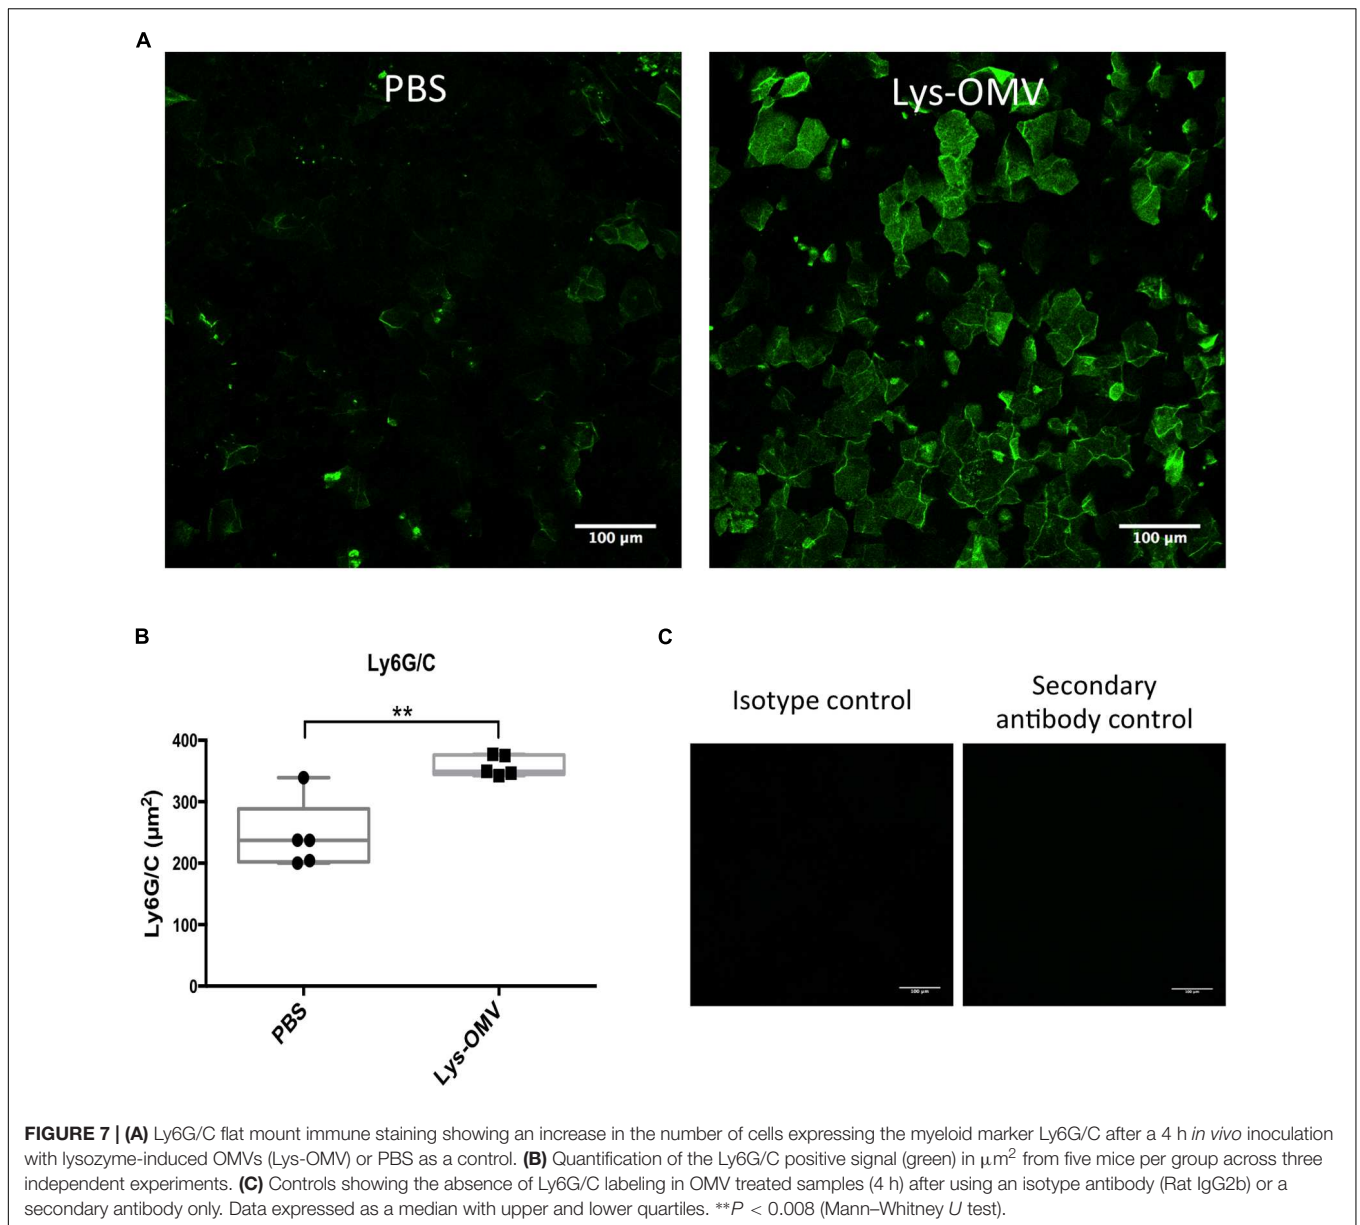 A
PBS
Lys-OMV
100 µm
100 µm
B
C
Ly6G/C
**
400
300
200
100
0
Ly6G/C (µm²)
PBS
Lys-OMV
Isotype control
Secondary
antibody control
100 µm
100 µm
FIGURE 7 | (A) Ly6G/C flat mount immune staining showing an increase in the number of cells expressing the myeloid marker Ly6G/C after a 4 h in vivo inoculation
with lysozyme-induced OMVs (Lys-OMV) or PBS as a control. (B) Quantification of the Ly6G/C positive signal (green) in µm² from five mice per group across three
independent experiments. (C) Controls showing the absence of Ly6G/C labeling in OMV treated samples (4 h) after using an isotype antibody (Rat IgG2b) or a
secondary antibody only. Data expressed as a median with upper and lower quartiles. **P < 0.008 (Mann–Whitney U test).